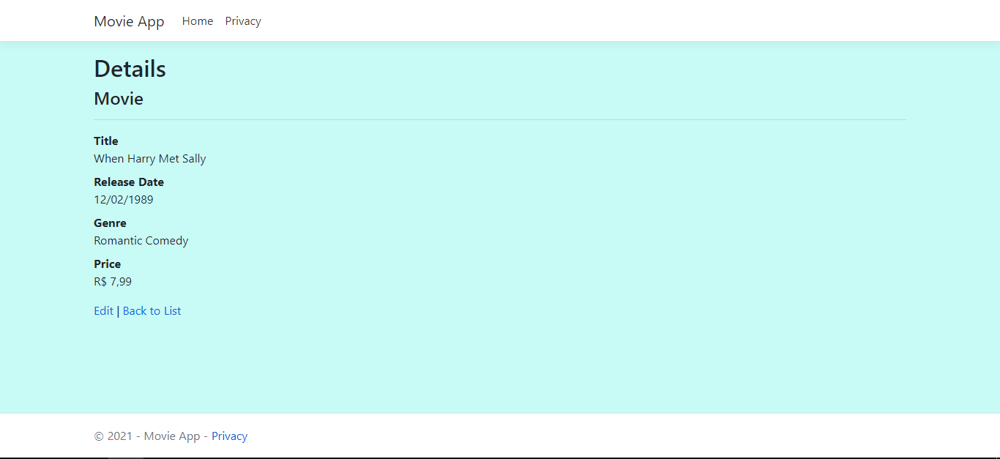 Movie App Home Privacy
Details
Movie
Title
When Harry Met Sally
Release Date
12/02/1989
Genre
Romantic Comedy
Price
R$ 7,99
Edit | Back to List
© 2021 - Movie App - Privacy